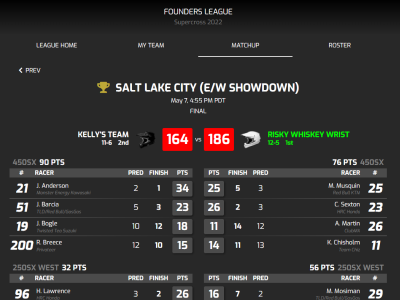 FOUNDERS LEAGUE
Supercross 2022
LEAGUE HOME MY TEAM MATCHUP ROSTER
PREV
SALT LAKE CITY (E/W SHOWDOWN)
May 7, 4:55 PM PDT
FINAL
KELLY'S TEAM 164 vs 186 RISKY WHISKEY WRIST
11-6 2nd 12-5 1st
450SX 90 PTS 76 PTS 450SX
# RACER PRED FINISH PTS PTS FINISH PRED RACER #
21 J. Anderson 2 1 34 25 5 3 M. Musquin 25
Monster Energy Kawasaki Red Bull KTM
51 J. Barcia 5 3 23 26 2 3 C. Sexton 23
TLD/Red Bull/GasGas HRC Honda
19 J. Bogle 10 12 18 11 14 12 A. Martin 26
Twisted Tea Suzuki ClubMX
200 R. Breece 12 10 15 14 11 13 K. Chisholm 11
250SX WEST 32 PTS 56 PTS 250SX WEST
# RACER PRED FINISH PTS PTS FINISH PRED RACER #
96 H. Lawrence 3 2 26 16 7 2 M. Mosiman 29
HRC Honda TLD/Red Bull/GasGas